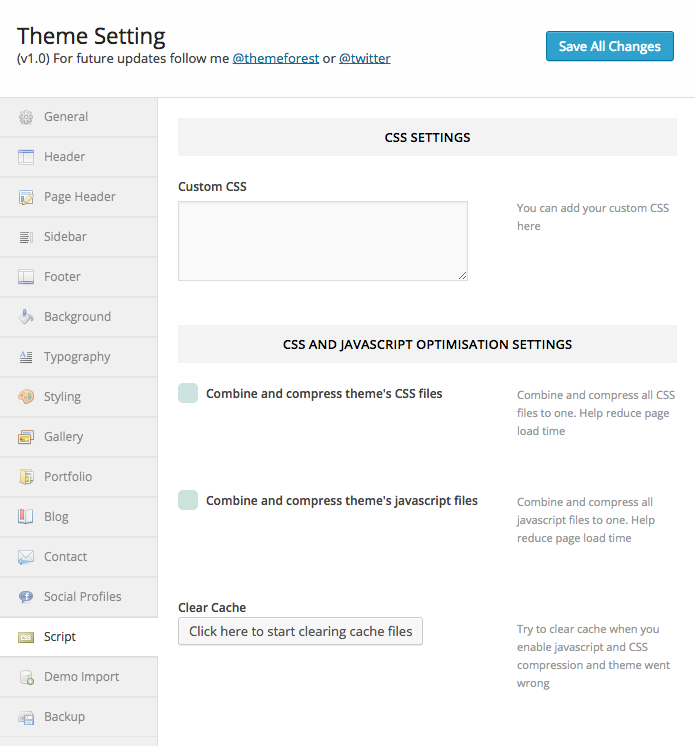 Theme Setting
(v1.0) For future updates follow me @themeforest or @twitter
Save All Changes
General
Header
Page Header
Sidebar
Footer
Background
Typography
Styling
Gallery
Portfolio
Blog
Contact
Social Profiles
CSS
Script
Demo Import
Backup
CSS SETTINGS
Custom CSS
You can add your custom CSS
here
CSS AND JAVASCRIPT OPTIMISATION SETTINGS
Combine and compress theme's CSS files
Combine and compress all CSS
files to one. Help reduce page
load time
Combine and compress theme's javascript files
Combine and compress all
javascript files to one. Help
reduce page load time
Clear Cache
Click here to start clearing cache files
Try to clear cache when you
enable javascript and CSS
compression and theme went
wrong